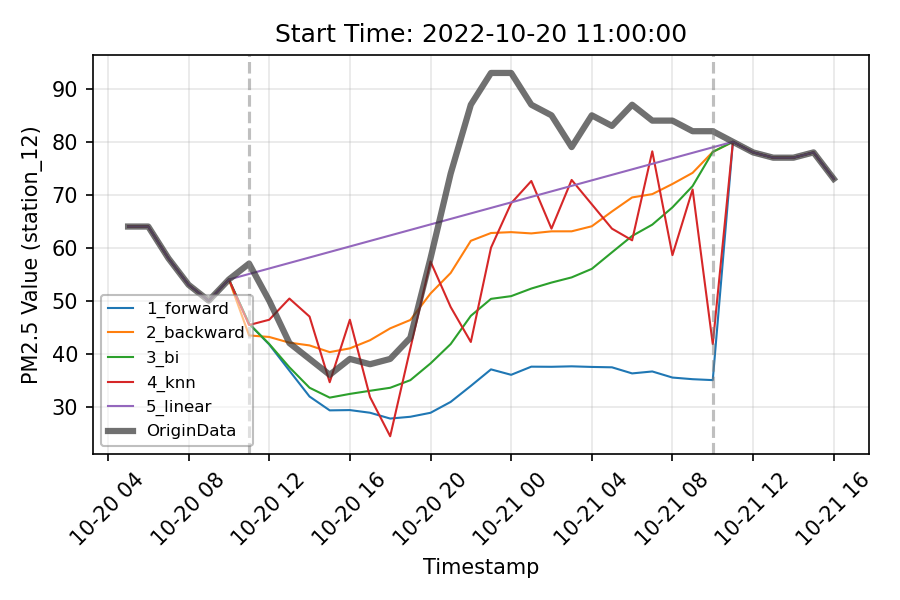 Start Time: 2022-10-20 11:00:00
PM2.5 Value (station_12)
90
80
70
60
50
40
30
1_forward
2_backward
3_bi
4_knn
5_linear
OriginData
10-20 04
10-20 08
10-20 12
10-20 16
10-20 20
10-21 00
10-21 04
10-21 08
10-21 12
10-21 16
Timestamp